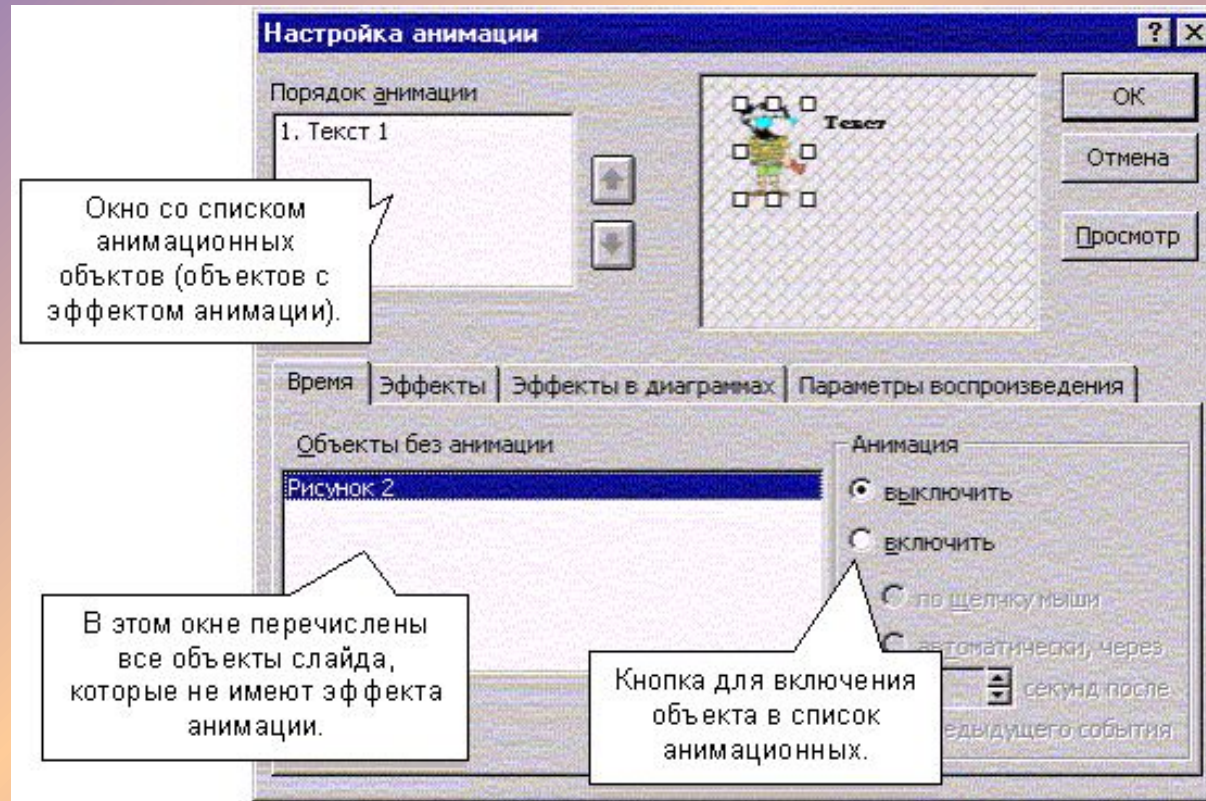 Настройка анимации
Порядок анимации
1. Текст 1
Текст
ОК
Отмена
Просмотр
Окно со списком
анимационных
объктов (объектов с
эффектом анимации).
Время Эффекты Эффекты в диаграммах Параметры воспроизведения
Объекты без анимации
Рисунок 2
Анимация
выключить
включить
по щелчку мыши
автоматически, через
секунд после
едыдущего события
В этом окне перечислены
все объекты слайда,
которые не имеют эффекта
анимации.
Кнопка для включения
объекта в список
анимационных.